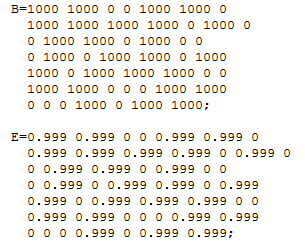 B=1000 1000 0 0 1000 1000 0
1000 1000 1000 1000 0 1000 0
0 1000 1000 0 1000 0 0
0 1000 0 1000 1000 0 1000
1000 0 1000 1000 1000 0 0
1000 1000 0 0 0 1000 1000
0 0 0 1000 0 1000 1000;
E=0.999 0.999 0 0 0.999 0.999 0
0.999 0.999 0.999 0.999 0 0.999 0
0 0.999 0.999 0 0.999 0 0
0 0.999 0 0.999 0.999 0 0.999
0.999 0 0.999 0.999 0.999 0 0
0.999 0.999 0 0 0 0.999 0.999
0 0 0 0.999 0 0.999 0.999;